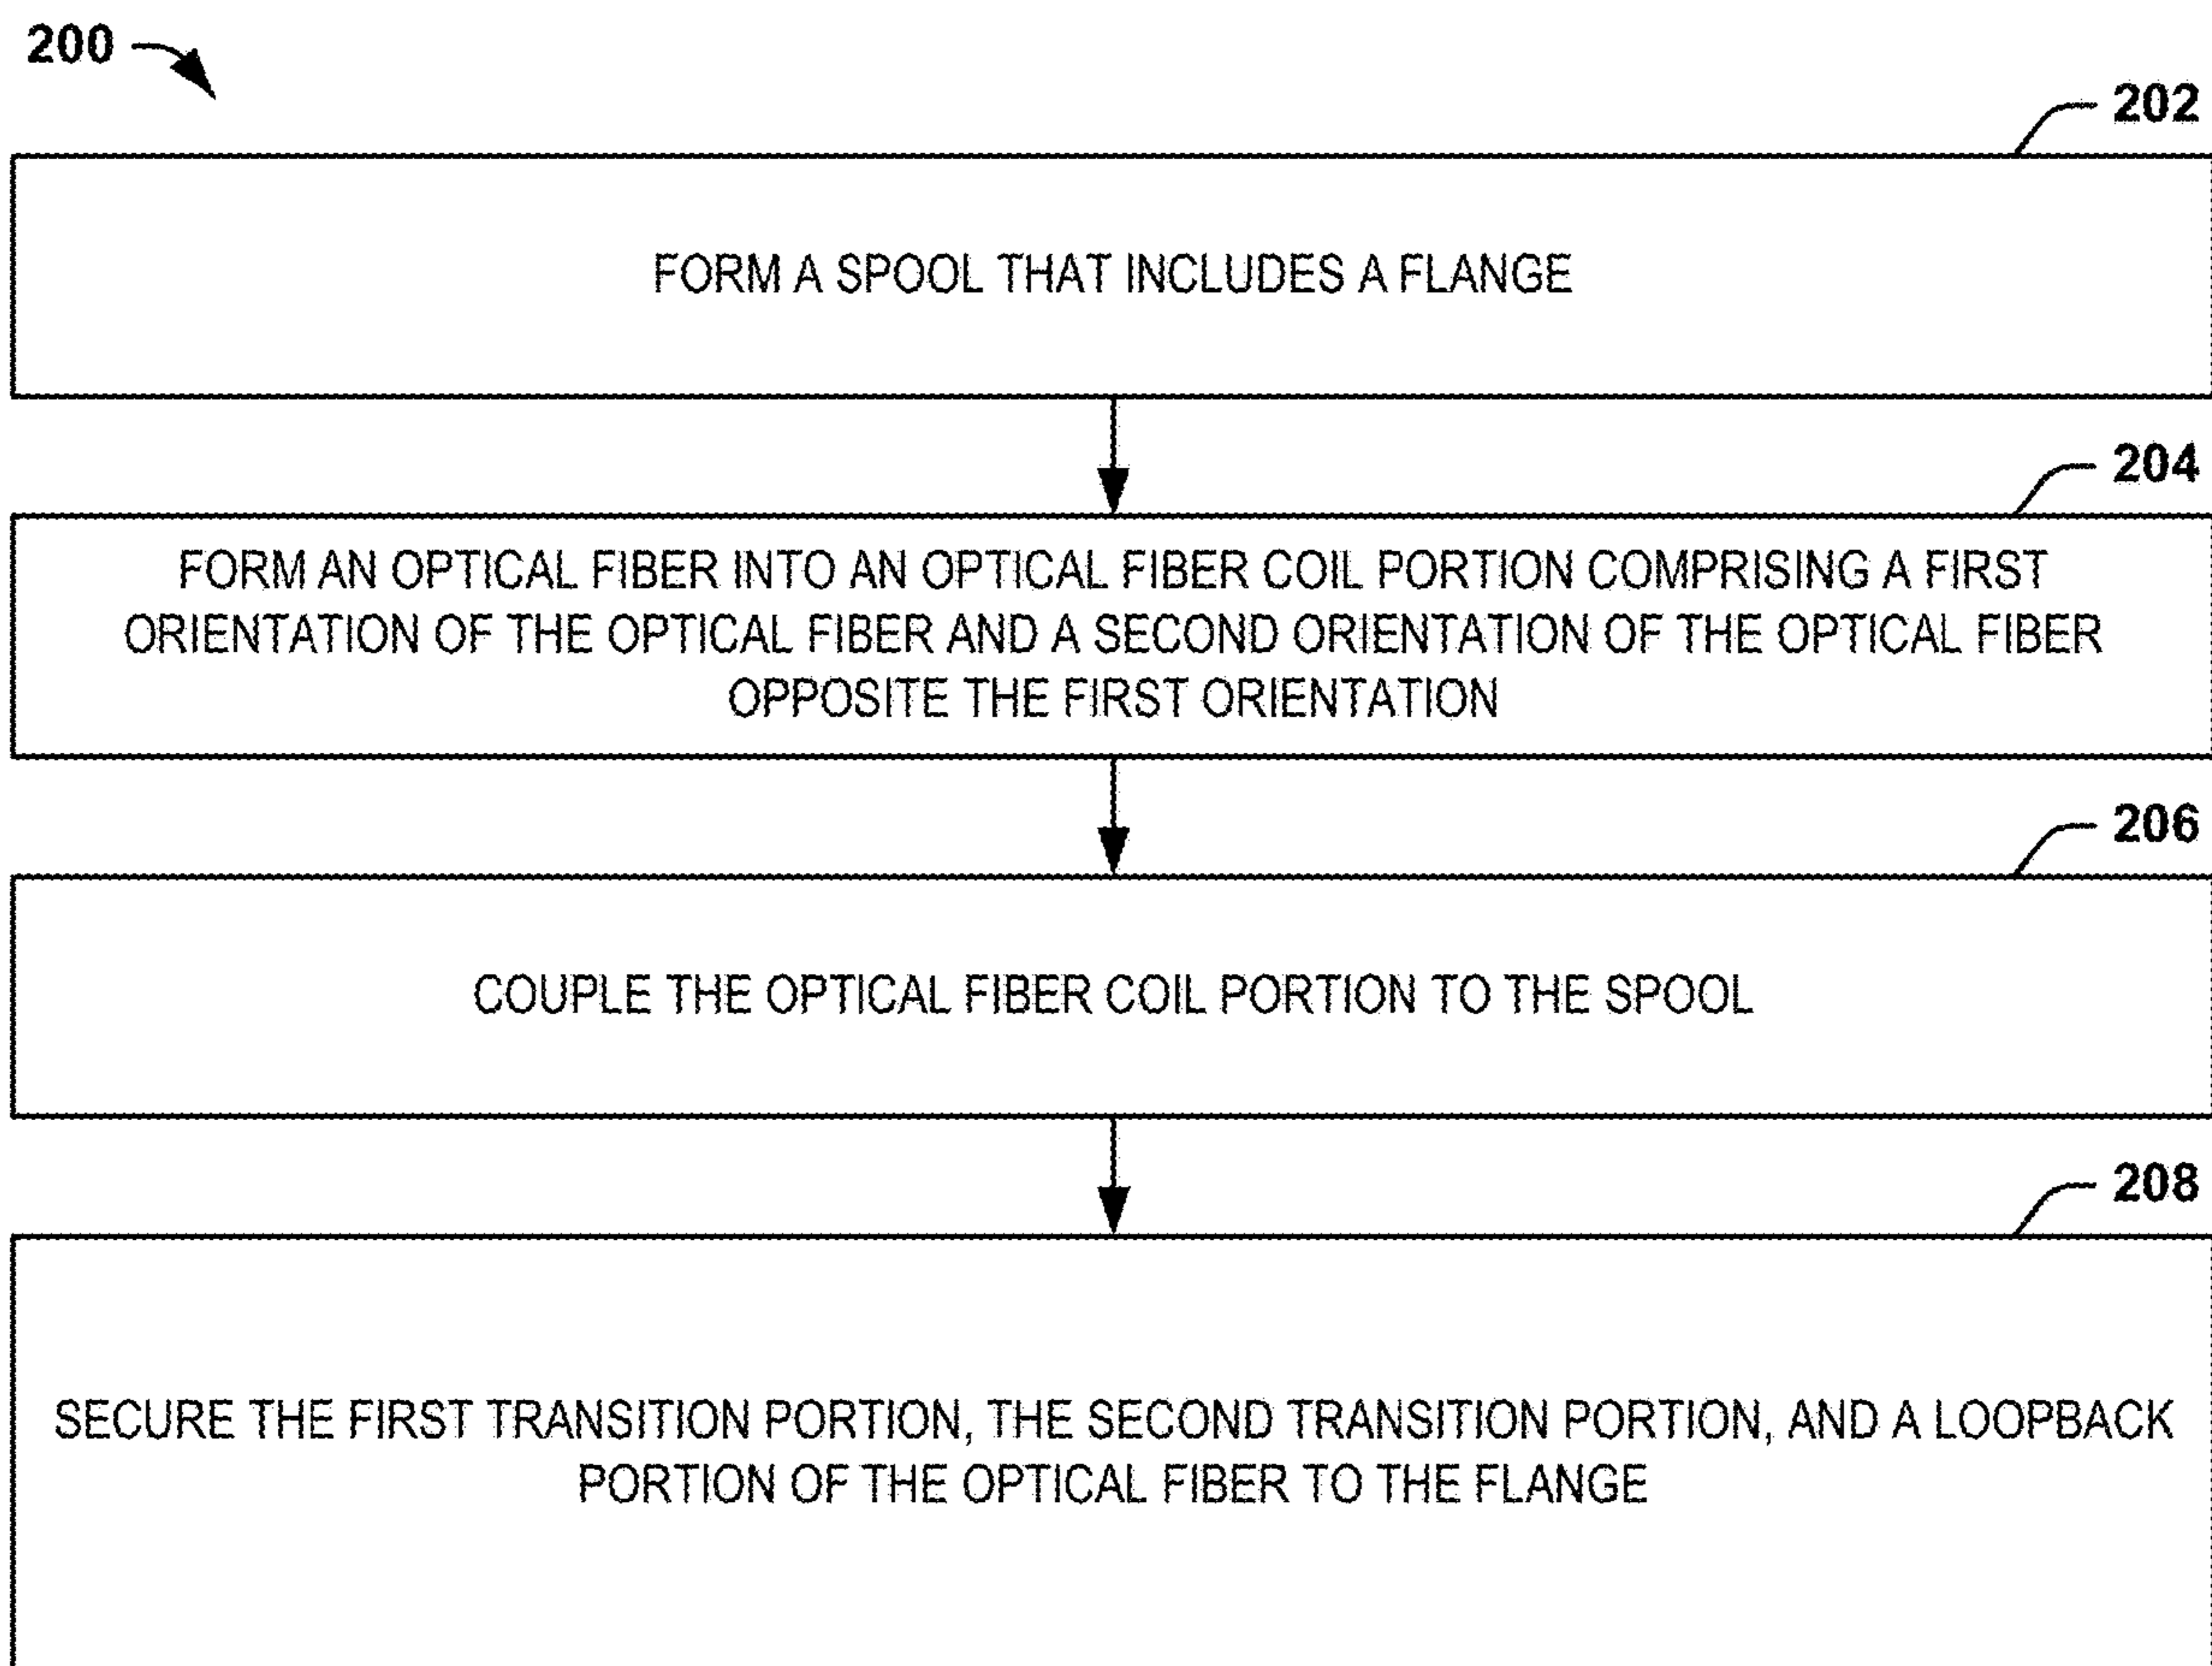 200
202
FORM A SPOOL THAT INCLUDES A FLANGE
204
FORM AN OPTICAL FIBER INTO AN OPTICAL FIBER COIL PORTION COMPRISING A FIRST
ORIENTATION OF THE OPTICAL FIBER AND A SECOND ORIENTATION OF THE OPTICAL FIBER
OPPOSITE THE FIRST ORIENTATION
206
COUPLE THE OPTICAL FIBER COIL PORTION TO THE SPOOL
208
SECURE THE FIRST TRANSITION PORTION, THE SECOND TRANSITION PORTION, AND A LOOPBACK
PORTION OF THE OPTICAL FIBER TO THE FLANGE